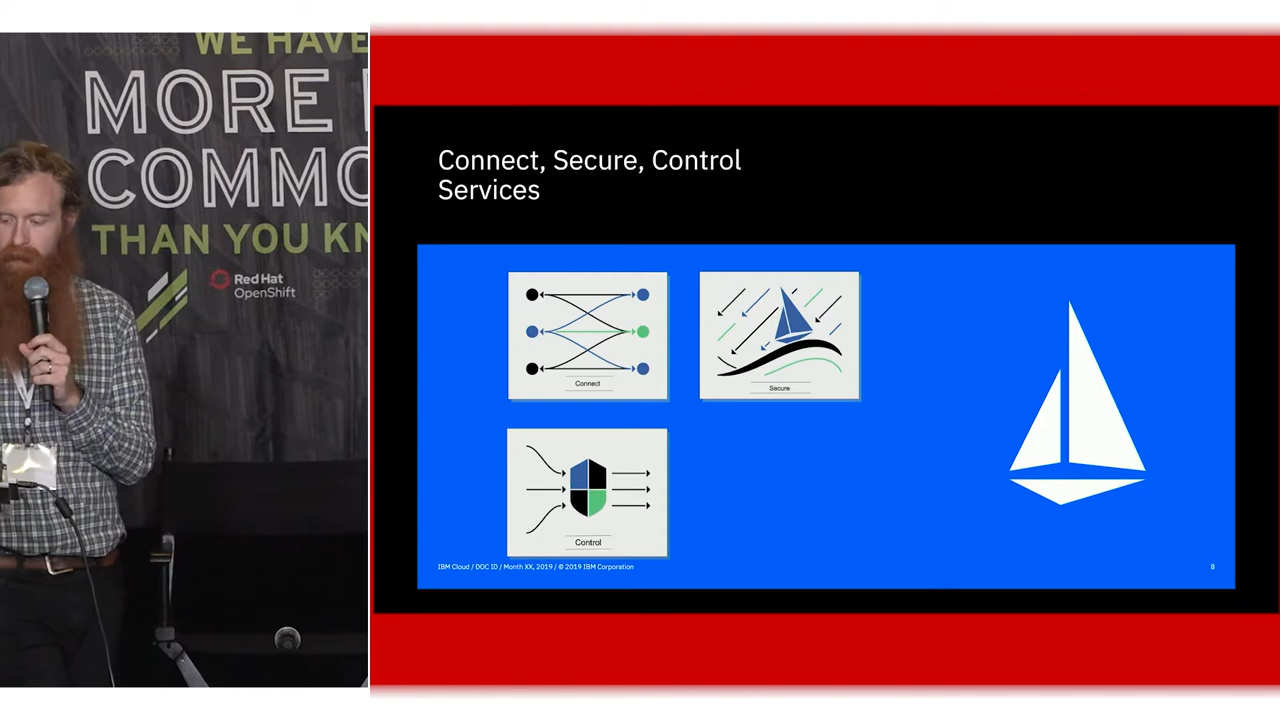 WE HAVE
MORE
COMMO
THAN YOU KN
Red Hat
OpenShift
Connect, Secure, Control
Services
Connect
Secure
Control
IBM Cloud / DOC ID / Month XX, 2019 / © 2019 IBM Corporation
8